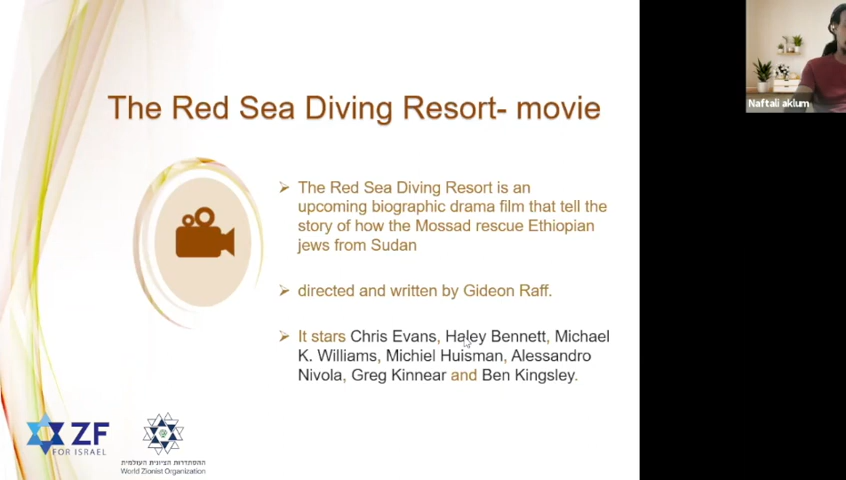 The Red Sea Diving Resort- movie
The Red Sea Diving Resort is an
upcoming biographic drama film that tell the
story of how the Mossad rescue Ethiopian
jews from Sudan
directed and written by Gideon Raff.
It stars Chris Evans, Haley Bennett, Michael
K. Williams, Michiel Huisman, Alessandro
Nivola, Greg Kinnear and Ben Kingsley.
ZF
FOR ISRAEL
ההסתדרות הציונית העולמית
World Zionist Organization
Naftali aklum